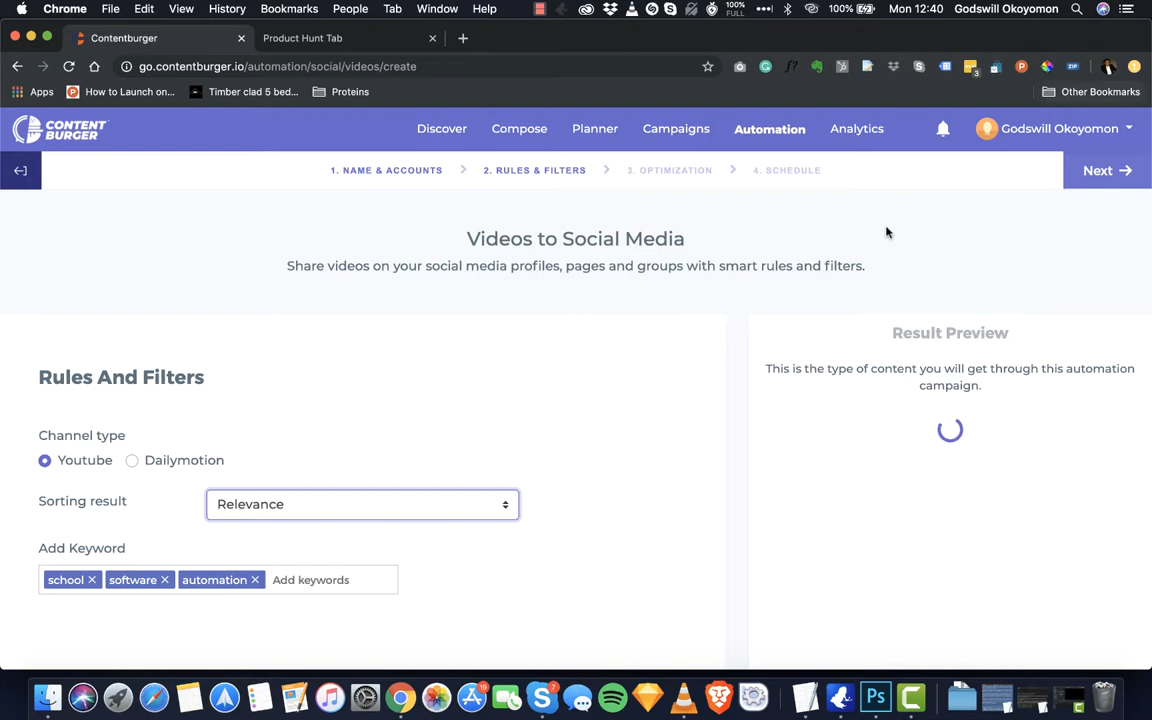 Chrome File Edit View History Bookmarks People Tab Window Help 100% FULL 100% Mon 12:40 Godswill Okoyomon
Contentburger Product Hunt Tab
go.contentburger.io/automation/social/videos/create
Apps How to Launch on... Timber clad 5 bed... Proteins Other Bookmarks
CONTENT BURGER Discover Compose Planner Campaigns Automation Analytics Godswill Okoyomon
1. NAME & ACCOUNTS 2. RULES & FILTERS 3. OPTIMIZATION 4. SCHEDULE Next
Videos to Social Media
Share videos on your social media profiles, pages and groups with smart rules and filters.
Result Preview
This is the type of content you will get through this automation
campaign.
Rules And Filters
Channel type
Youtube Dailymotion
Sorting result Relevance
Add Keyword
school software automation Add keywords